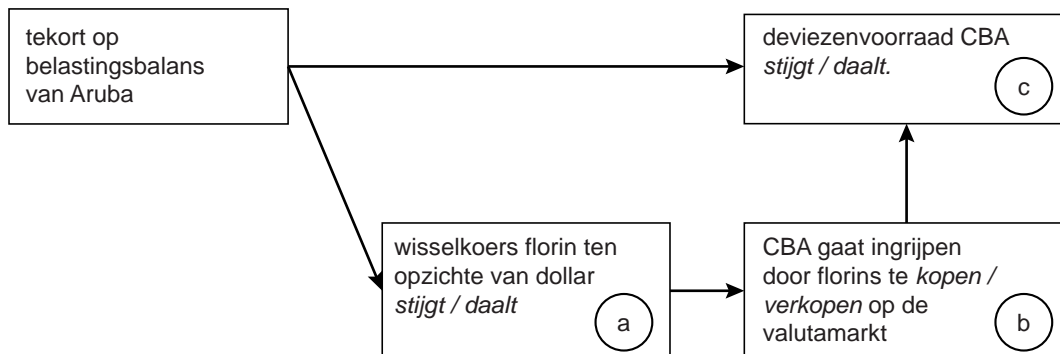 tekort op
belastingsbalans
van Aruba
deviezenvoorraad CBA
stijgt / daalt.
c
wisselkoers florin ten
opzichte van dollar
stijgt / daalt
a
CBA gaat ingrijpen
door florins te kopen /
verkopen op de
valutamarkt
b